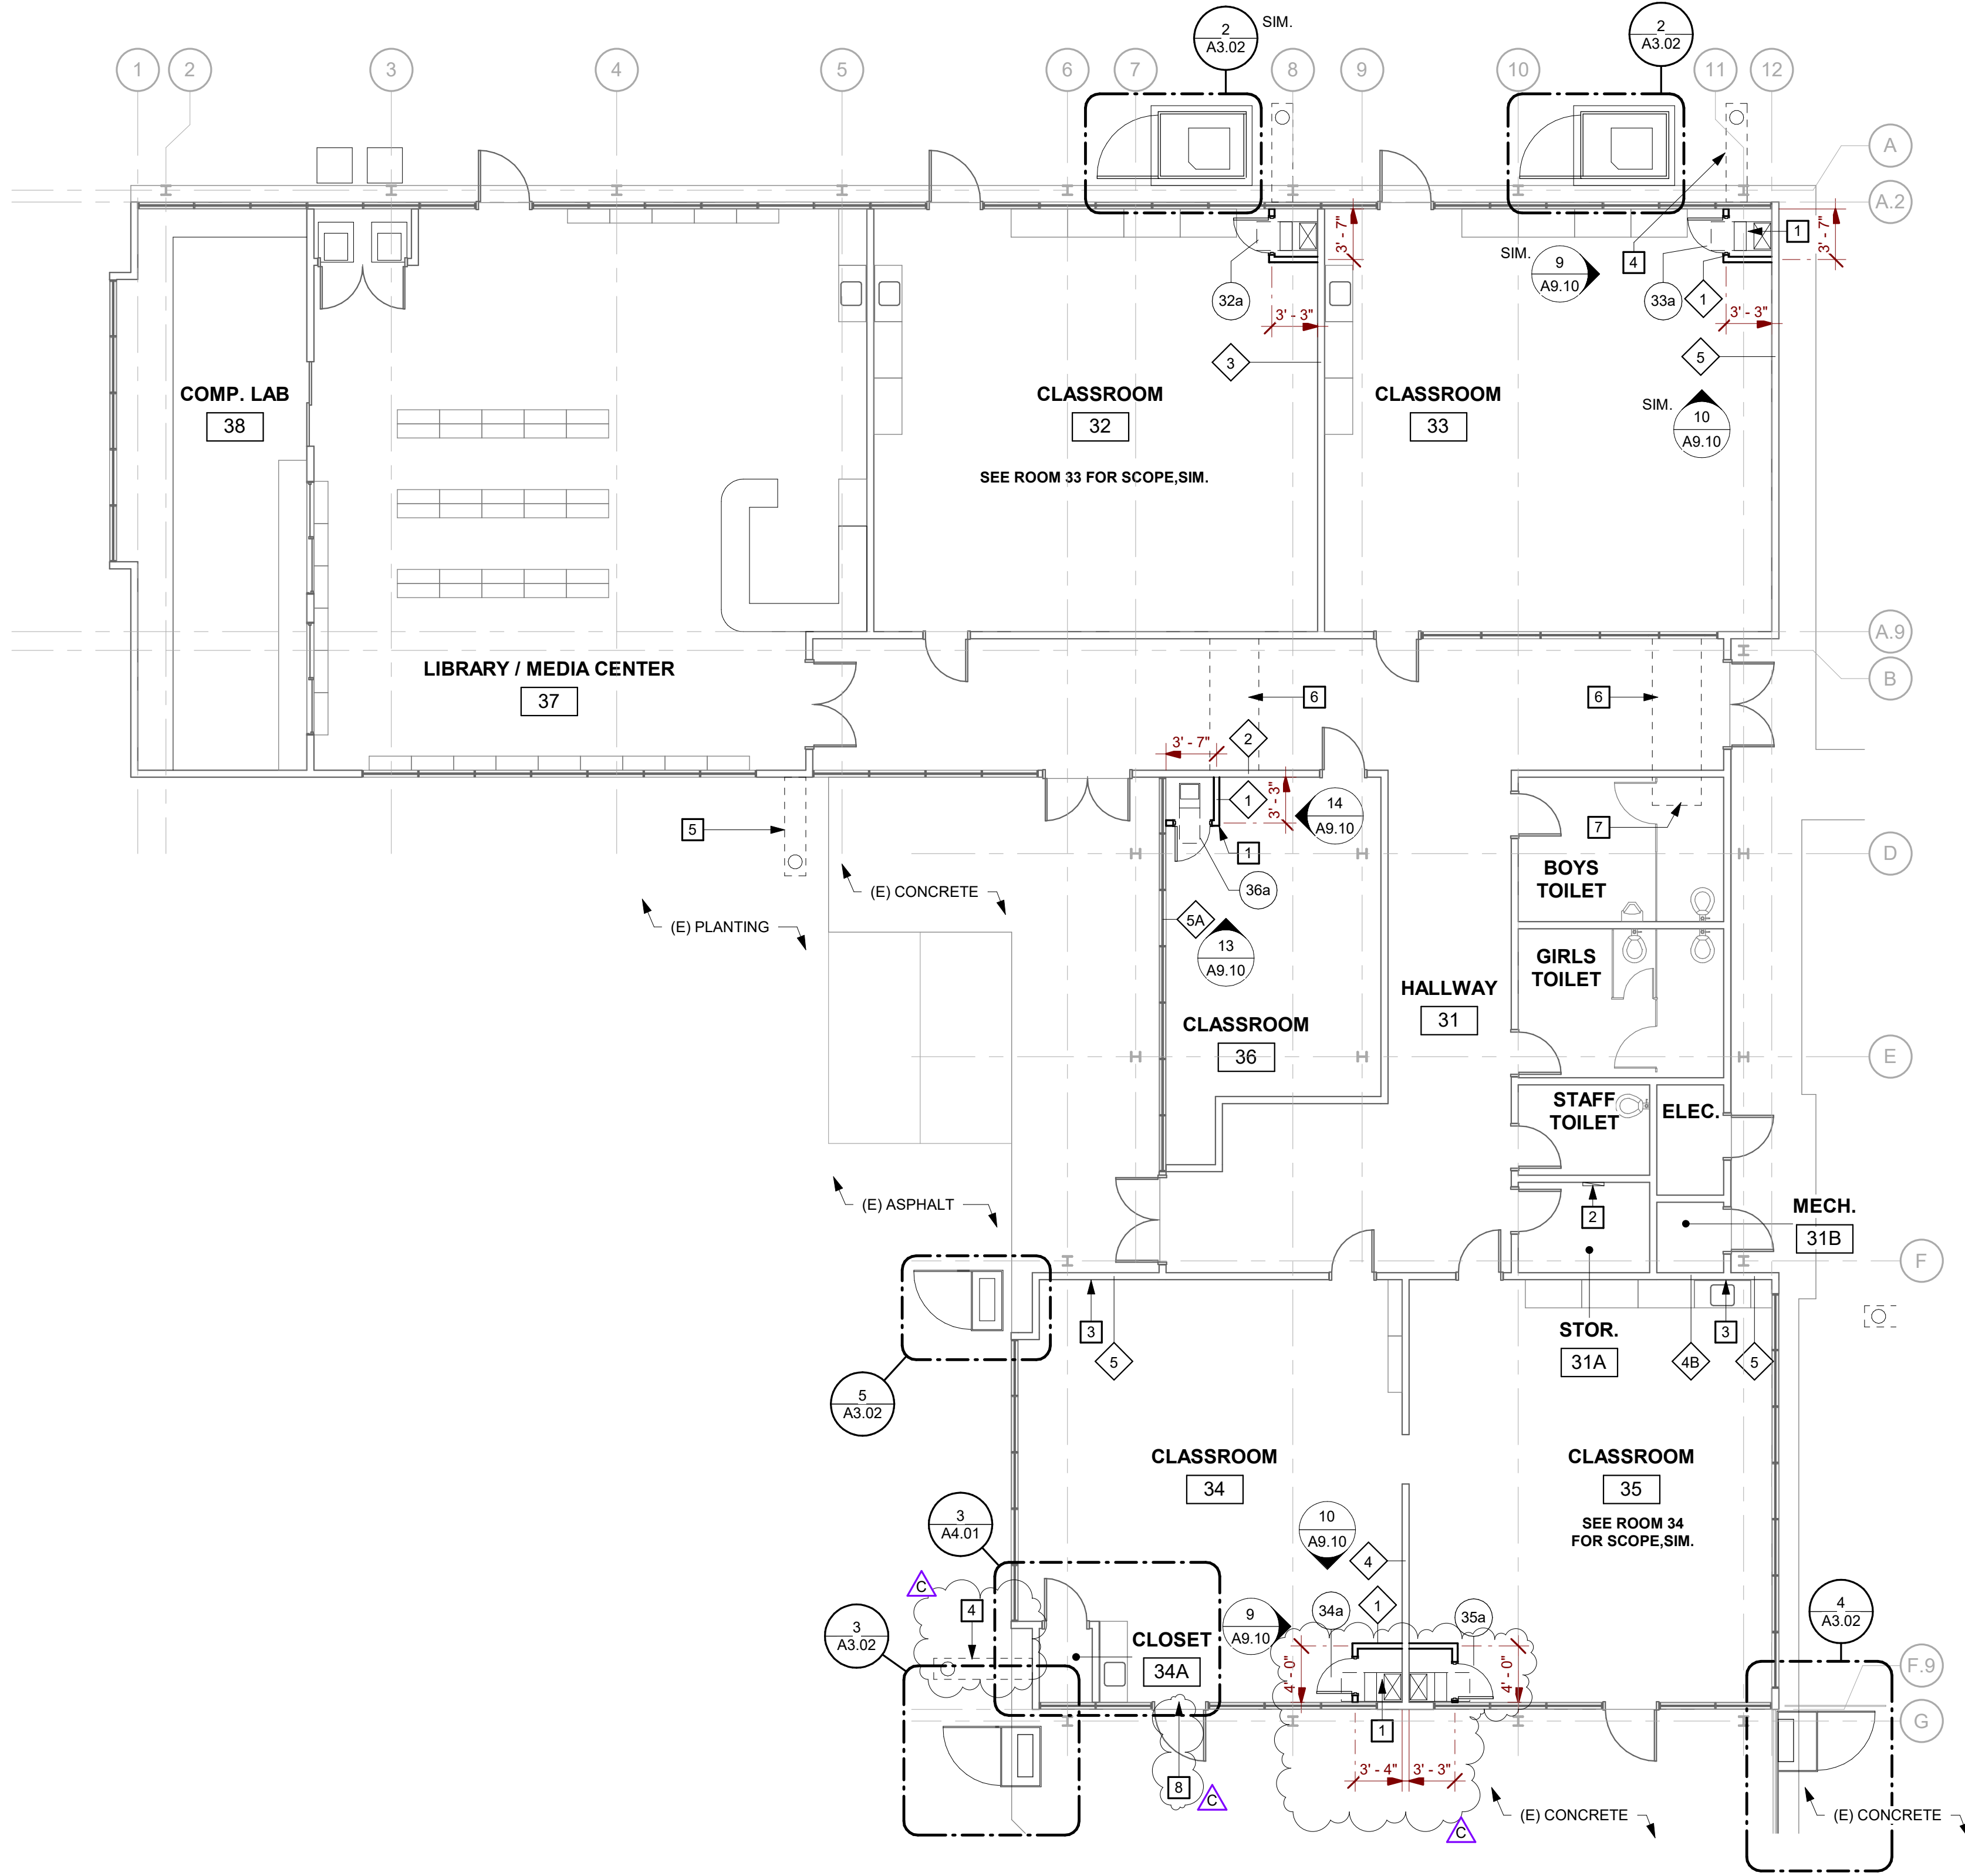 2
A3.02
SIM.
2
A3.02
1
2
3
4
5
6
7
8
9
10
11
12
A
A.2
3' - 7"
SIM.
9
A9.10
4
1
3' - 7"
32a
33a
1
3' - 3"
3' - 3"
3
5
COMP. LAB
38
CLASSROOM
32
CLASSROOM
33
SIM.
10
A9.10
SEE ROOM 33 FOR SCOPE,SIM.
A.9
B
LIBRARY / MEDIA CENTER
37
6
6
3' - 7"
2
1
3' - 3"
14
A9.10
5
1
7
D
BOYS
TOILET
36a
(E) CONCRETE
(E) PLANTING
5A
13
A9.10
GIRLS
TOILET
HALLWAY
31
CLASSROOM
36
E
STAFF
TOILET
ELEC.
(E) ASPHALT
2
MECH.
31B
F
3
5
STOR.
31A
4B
3
5
5
A3.02
CLASSROOM
34
CLASSROOM
35
SEE ROOM 34
FOR SCOPE,SIM.
3
A4.01
10
A9.10
4
C
4
3
A3.02
CLOSET
34A
9
A9.10
34a
1
35a
4
A3.02
4' - 0"
4' - 0"
F.9
G
1
8
C
3' - 4"
3' - 3"
C
(E) CONCRETE
(E) CONCRETE